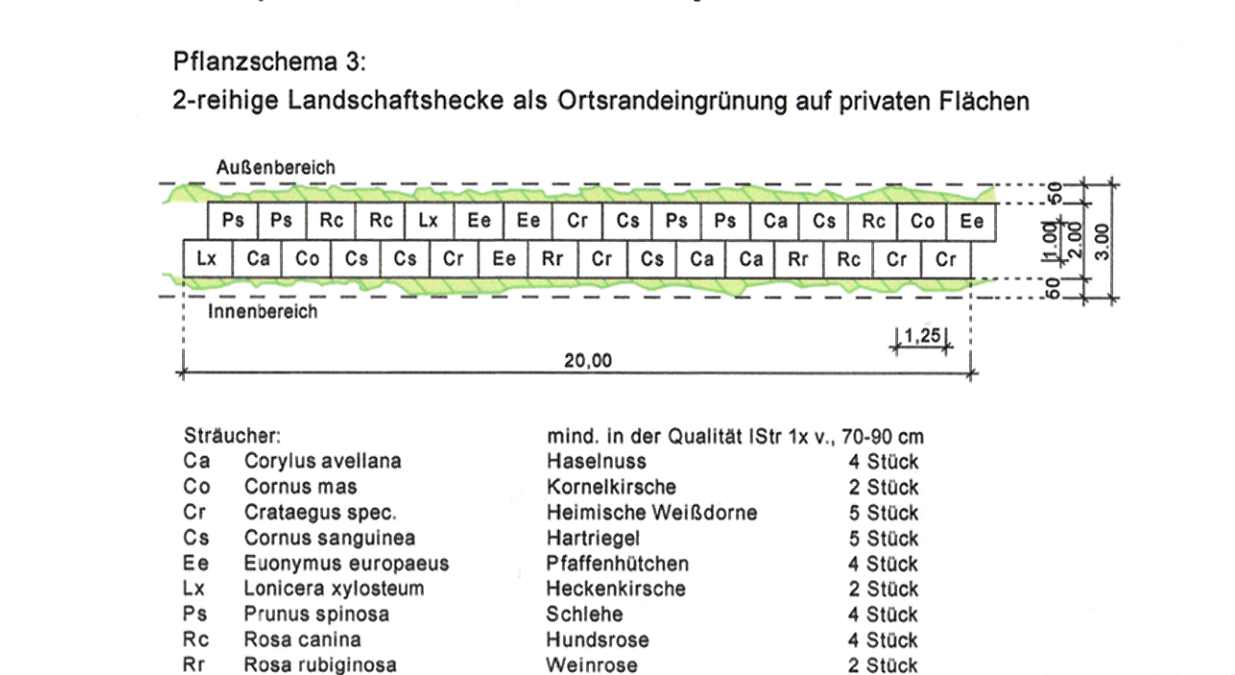 Pflanzschema 3:
2-reihige Landschaftshecke als Ortsrandeingrünung auf privaten Flächen
Außenbereich
Ps Ps Rc Rc Lx Ee Ee Cr Cs Ps Ps Ca Cs Rc Co Ee
Lx Ca Co Cs Cs Cr Ee Rr Cr Cs Ca Ca Rr Rc Cr Cr
Innenbereich
50
1.00
2.00
3.00
50
1,25
20,00
Sträucher: mind. in der Qualität lStr 1x v., 70-90 cm
Ca Corylus avellana Haselnuss 4 Stück
Co Cornus mas Kornelkirsche 2 Stück
Cr Crataegus spec. Heimische Weißdorne 5 Stück
Cs Cornus sanguinea Hartriegel 5 Stück
Ee Euonymus europaeus Pfaffenhütchen 4 Stück
Lx Lonicera xylosteum Heckenkirsche 2 Stück
Ps Prunus spinosa Schlehe 4 Stück
Rc Rosa canina Hundsrose 4 Stück
Rr Rosa rubiginosa Weinrose 2 Stück